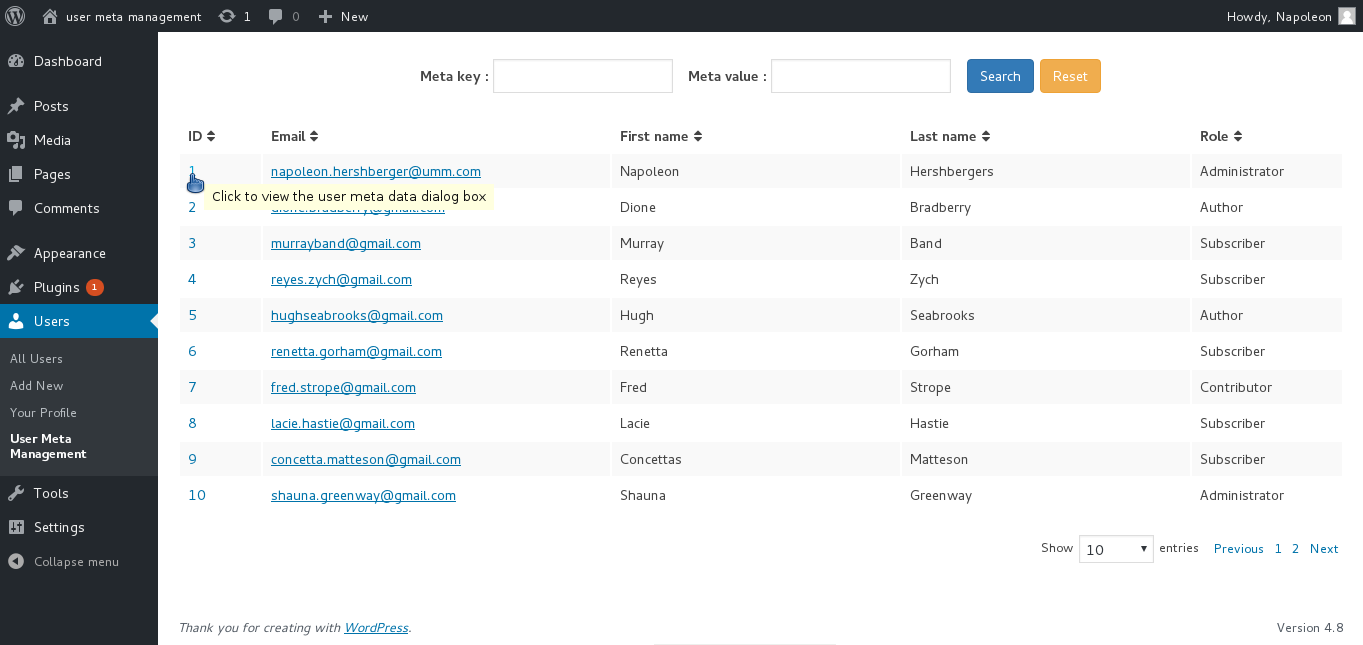 user meta management 1 0 New Howdy, Napoleon
Dashboard
Posts
Media
Pages
Comments
Appearance
Plugins 1
Users
All Users
Add New
Your Profile
User Meta
Management
Tools
Settings
Collapse menu
Meta key : Meta value : Search Reset
ID Email First name Last name Role
1 napoleon.hershberger@umm.com Napoleon Hershbergers Administrator
Click to view the user meta data dialog box
2 Dione Bradberry Author
3 murrayband@gmail.com Murray Band Subscriber
4 reyes.zych@gmail.com Reyes Zych Subscriber
5 hughseabrooks@gmail.com Hugh Seabrooks Author
6 renetta.gorham@gmail.com Renetta Gorham Subscriber
7 fred.strope@gmail.com Fred Strope Contributor
8 lacie.hastie@gmail.com Lacie Hastie Subscriber
9 concetta.matteson@gmail.com Concettas Matteson Subscriber
10 shauna.greenway@gmail.com Shauna Greenway Administrator
Show 10 entries Previous 1 2 Next
Thank you for creating with WordPress. Version 4.8